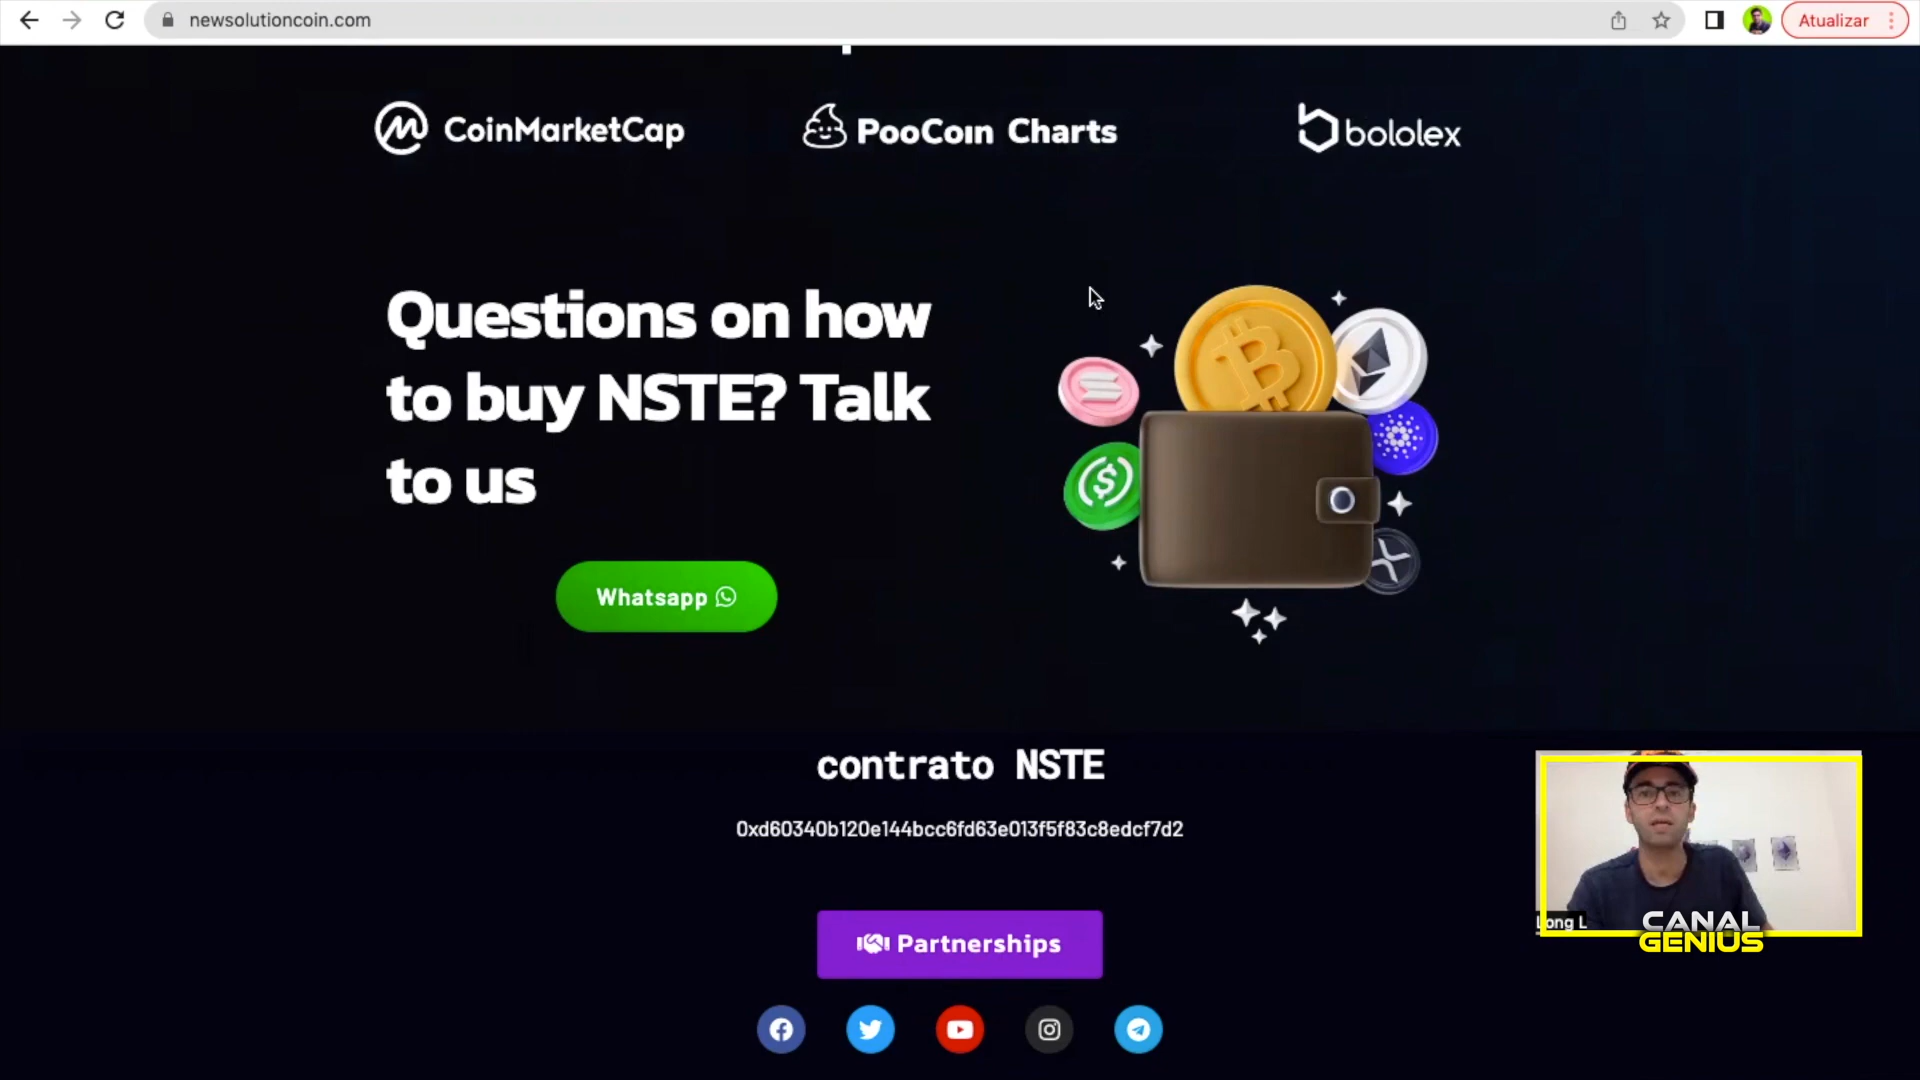 newsolutioncoin.com
Atualizar
CoinMarketCap
PooCoin Charts
bololex
Questions on how
to buy NSTE? Talk
to us
Whatsapp
contrato NSTE
0xd60340b120e144bcc6fd63e013f5f83c8edcf7d2
Partnerships
Long L
CANAL
GENIUS